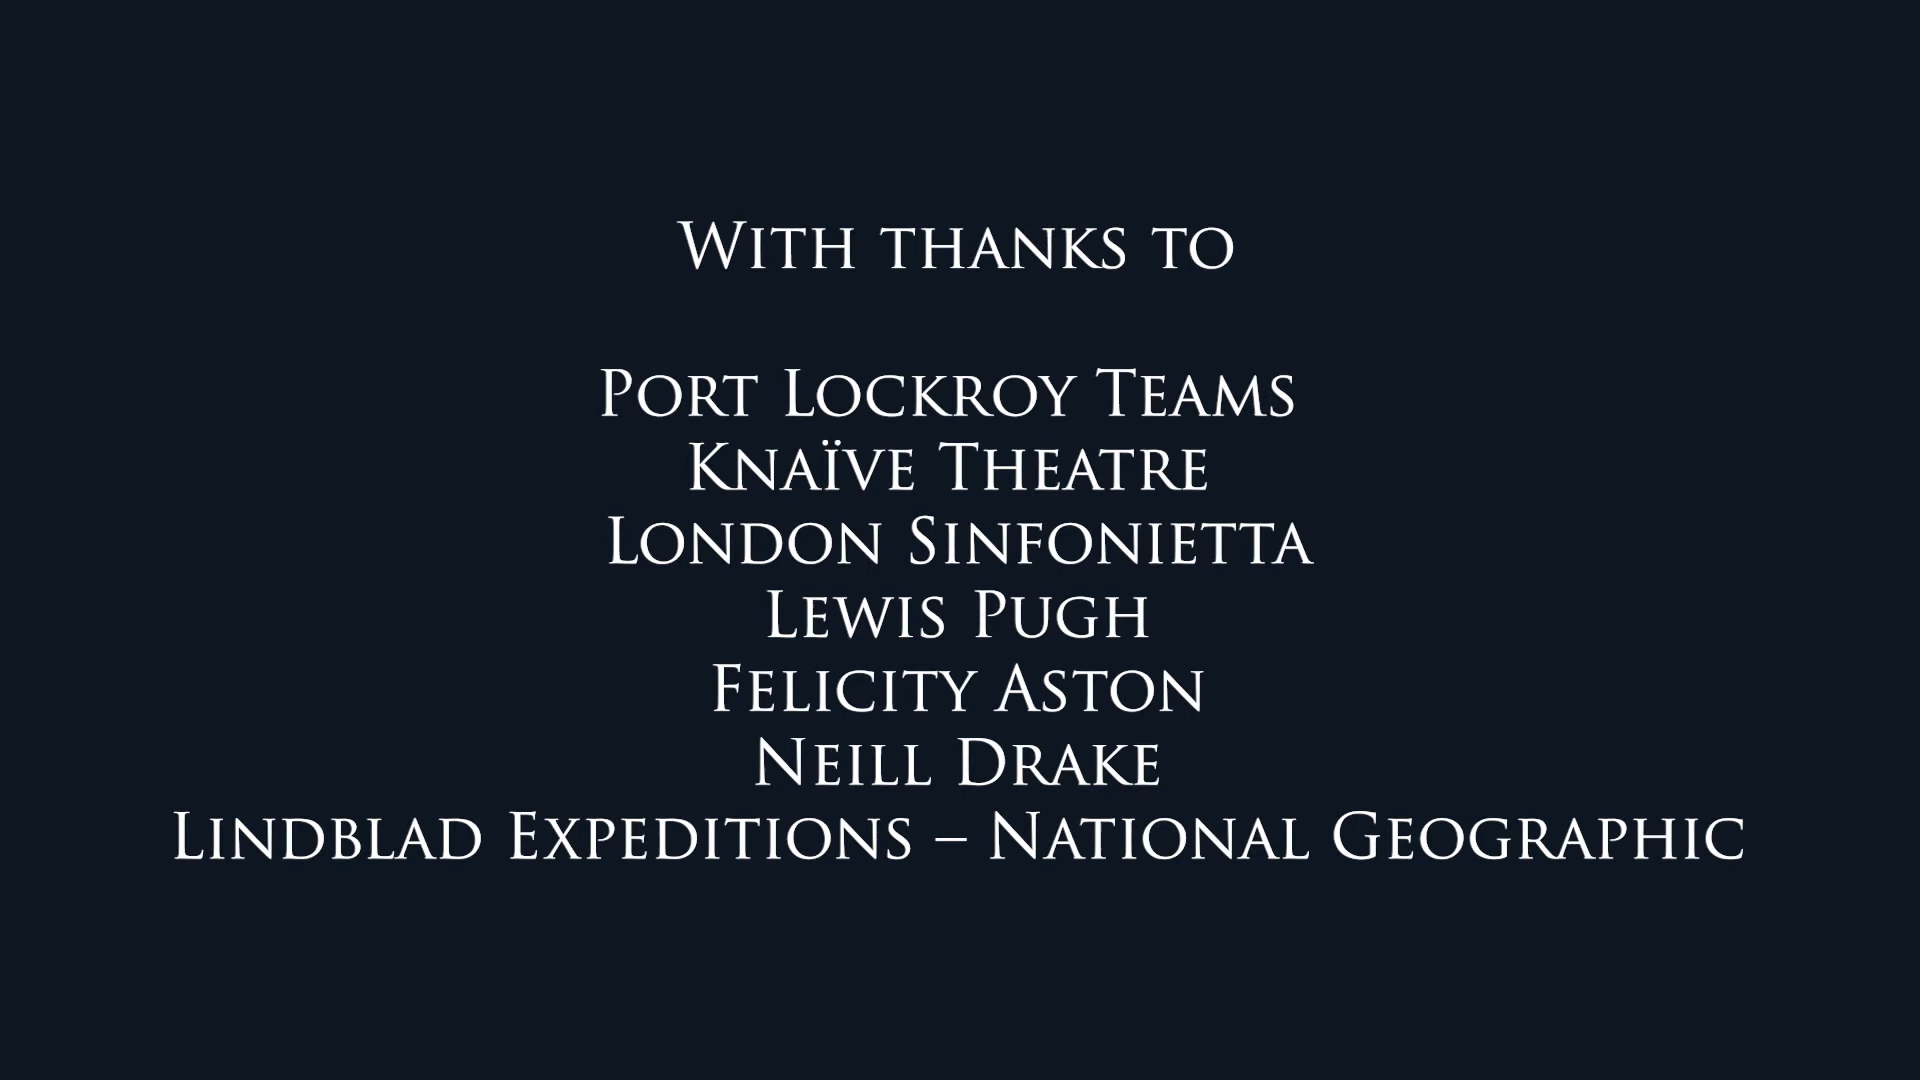 With thanks to
Port Lockroy Teams
Knaïve Theatre
London Sinfonietta
Lewis Pugh
Felicity Aston
Neill Drake
Lindblad Expeditions – National Geographic